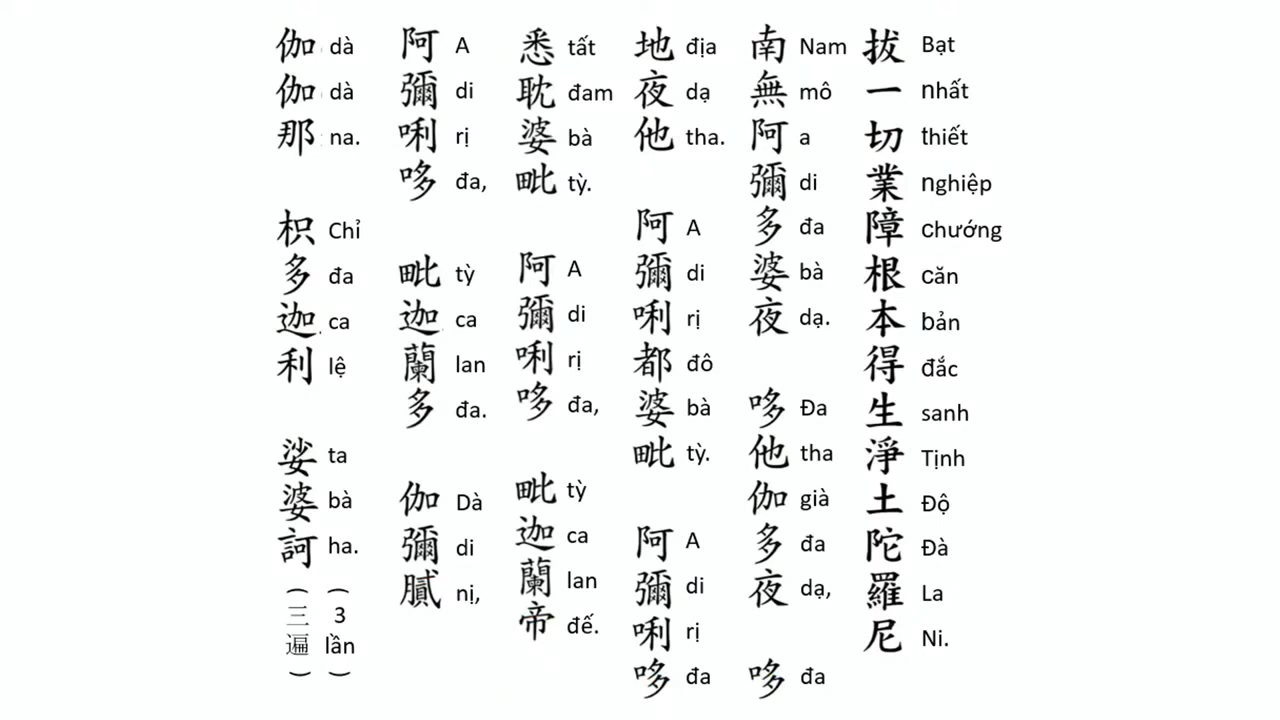 拔一切業障根本得生淨土陀羅尼
Bạt nhất thiết nghiệp chướng căn bản đắc sanh Tịnh Độ Đà La Ni.
南無阿彌多婆夜 哆他伽多夜 哆
Nam mô a di đa bà dạ. Đa tha già đa dạ, đa
地夜他 阿彌唎都婆毗 阿彌唎哆
địa dạ tha. A di rị đô bà tỳ. A di rị đa
悉耽婆毗 阿彌唎哆 毗迦蘭帝
tất đam bà tỳ. A di rị đa, tỳ ca lan đế.
阿彌唎哆 毗迦蘭多 伽彌膩
A di rị đa, tỳ ca lan đa. Dà di nị,
伽伽那 枳多迦利 娑婆訶 (三遍)
dà dà na. Chỉ đa ca lệ ta bà ha. (3 lần)